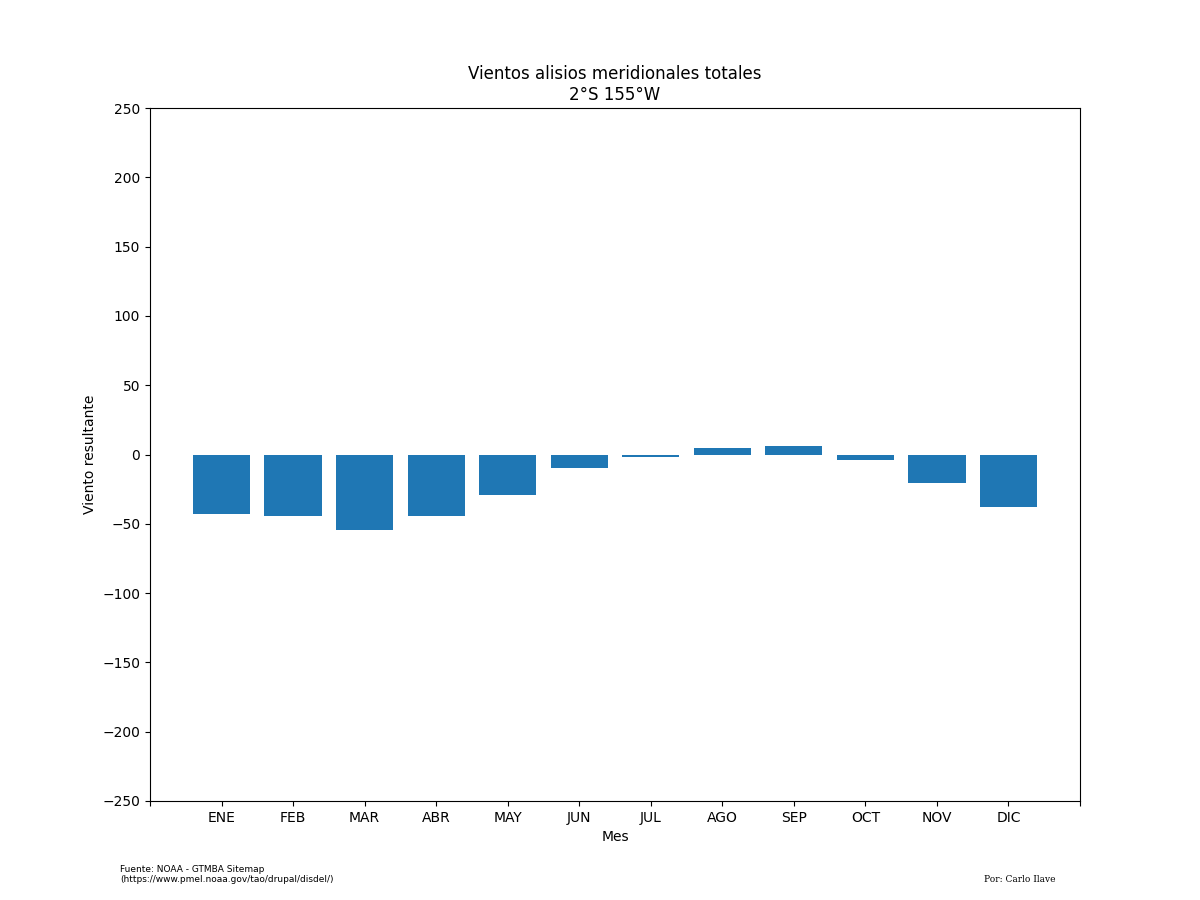 Vientos alisios meridionales totales
2°S 155°W
250
200
150
100
50
0
−50
−100
−150
−200
−250
Viento resultante
ENE FEB MAR ABR MAY JUN JUL AGO SEP OCT NOV DIC
Mes
Fuente: NOAA - GTMBA Sitemap
(https://www.pmel.noaa.gov/tao/drupal/disdel/)
Por: Carlo Ilave